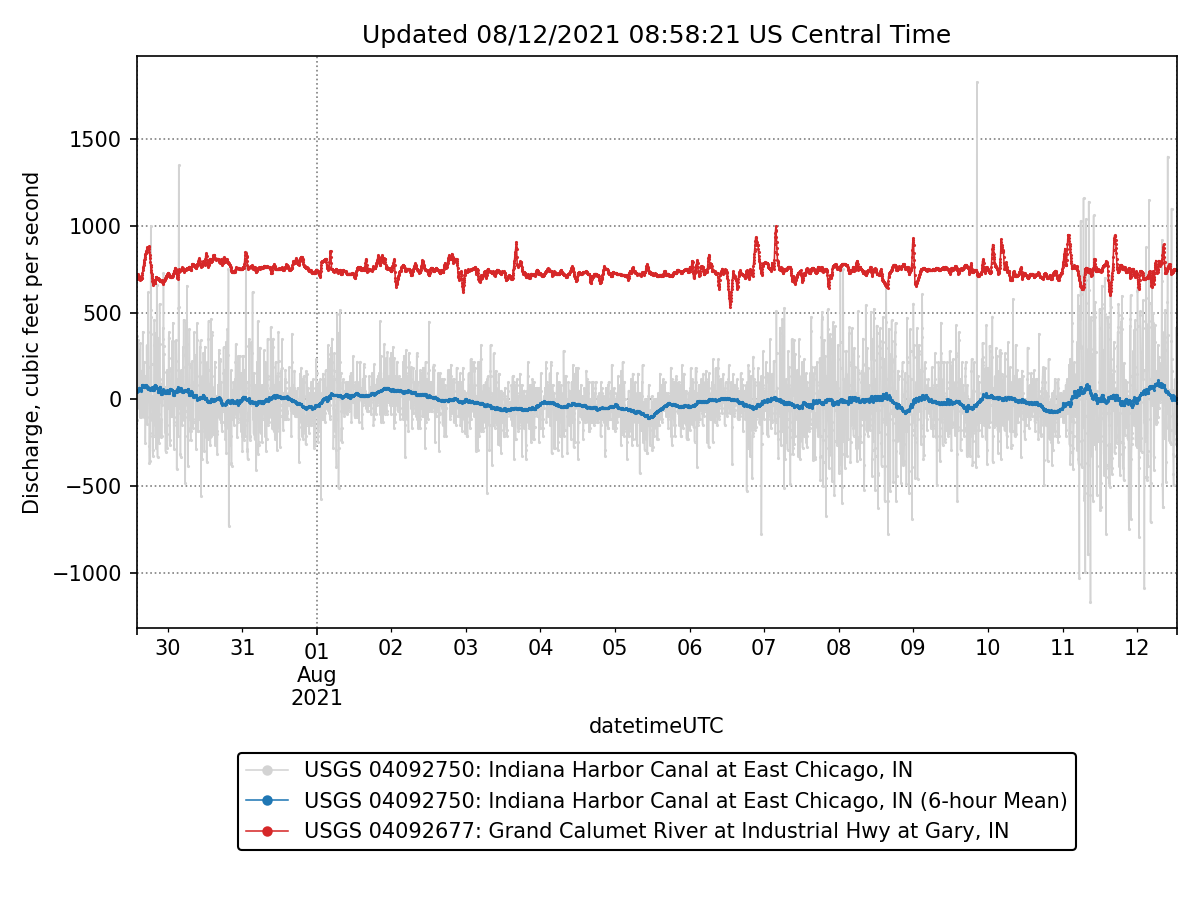 Updated 08/12/2021 08:58:21 US Central Time
Discharge, cubic feet per second
1500
1000
500
0
−500
−1000
30 31 01 02 03 04 05 06 07 08 09 10 11 12
Aug
2021
datetimeUTC
USGS 04092750: Indiana Harbor Canal at East Chicago, IN
USGS 04092750: Indiana Harbor Canal at East Chicago, IN (6-hour Mean)
USGS 04092677: Grand Calumet River at Industrial Hwy at Gary, IN